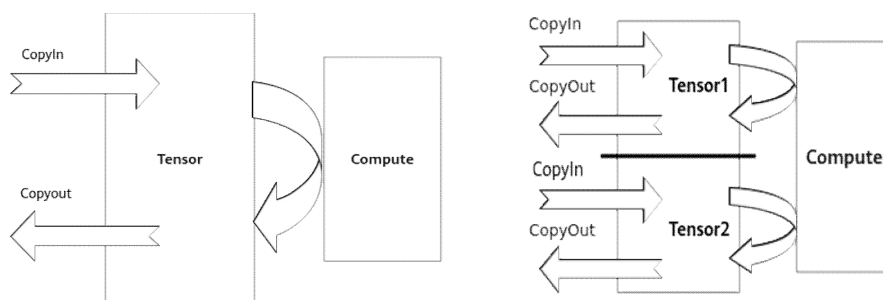 CopyIn
Tensor
Compute
Copyout
CopyIn
Tensor1
CopyOut
Compute
CopyIn
Tensor2
CopyOut